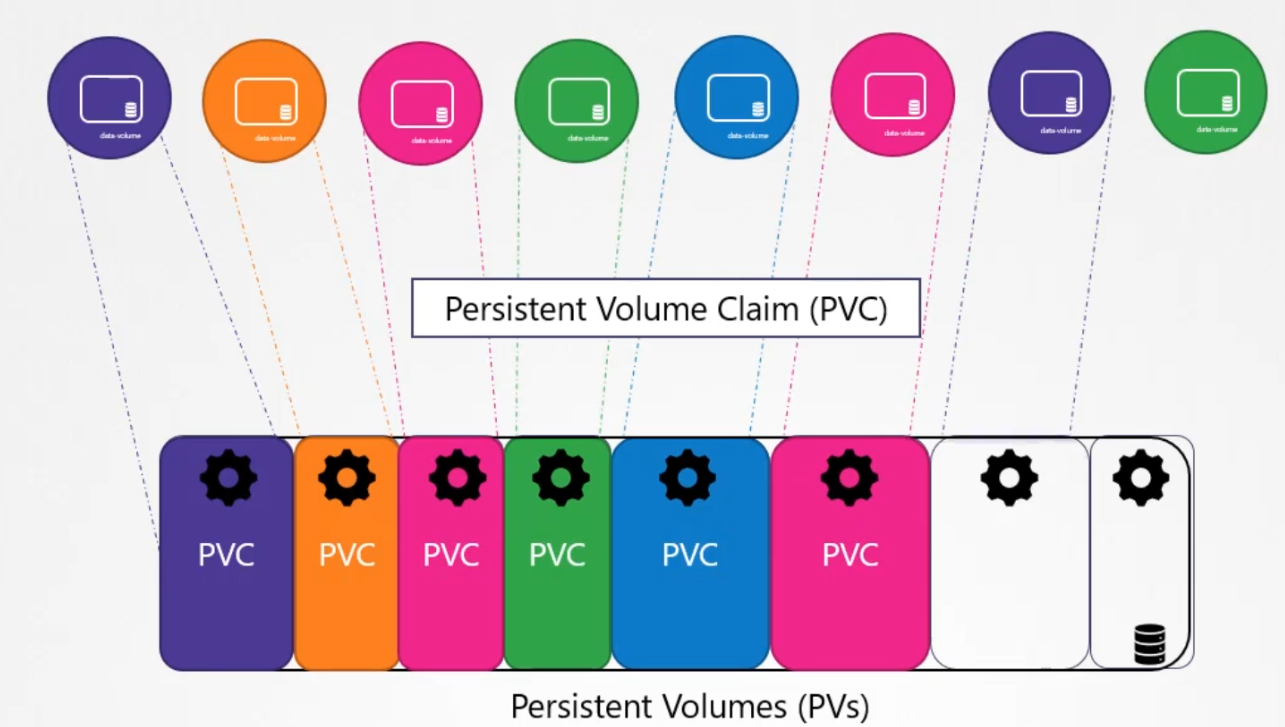 data-volume data-volume data-volume data-volume data-volume data-volume data-volume data-volume
Persistent Volume Claim (PVC)
PVC PVC PVC PVC PVC PVC
Persistent Volumes (PVs)